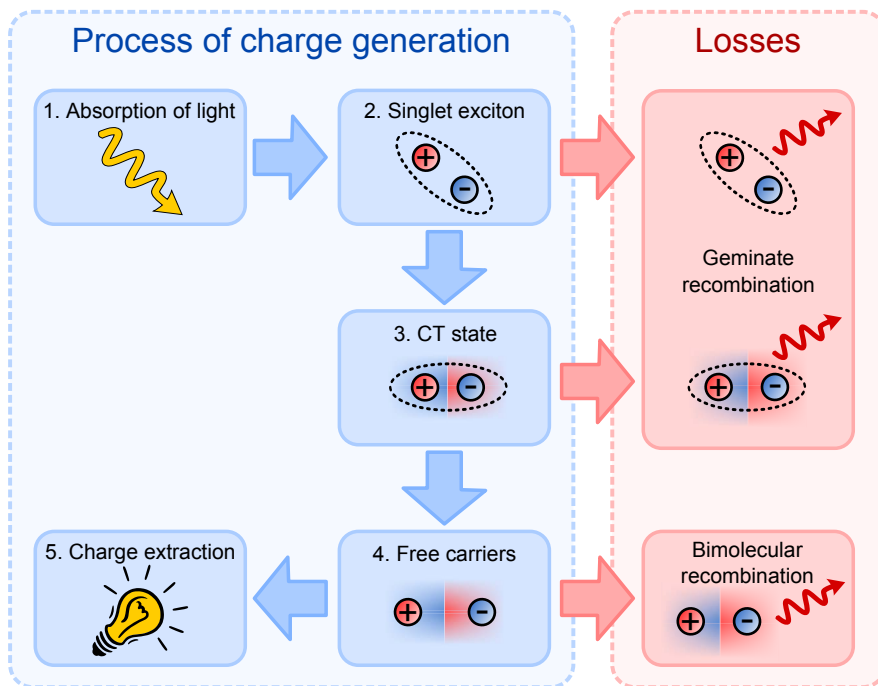 Process of charge generation
Losses
1. Absorption of light
2. Singlet exciton
+
-
+
-
Geminate
recombination
3. CT state
+
-
+
-
5. Charge extraction
4. Free carriers
+
-
Bimolecular
recombination
+
-